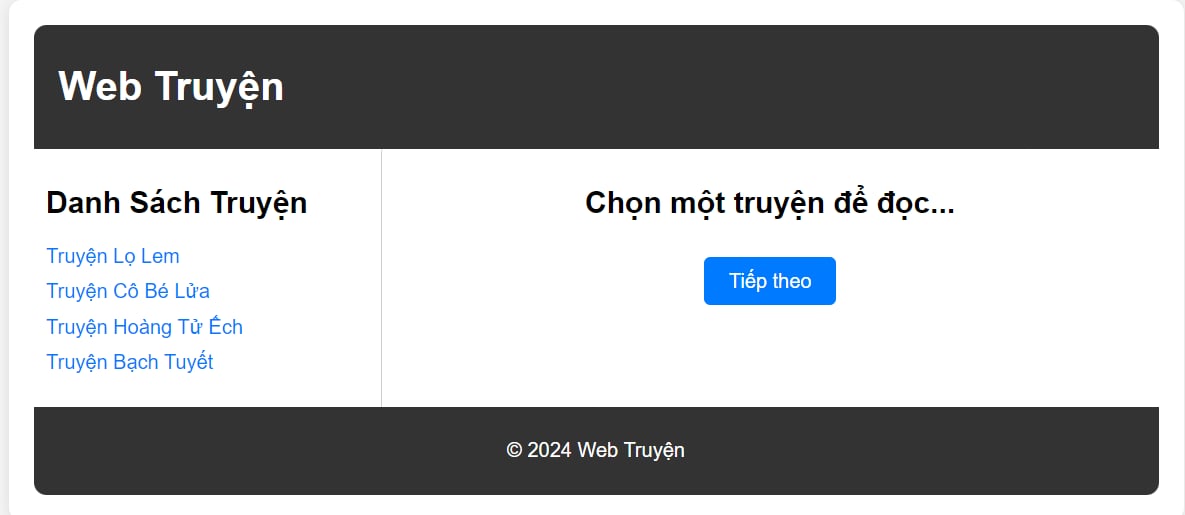 Web Truyện
Danh Sách Truyện
Truyện Lọ Lem
Truyện Cô Bé Lửa
Truyện Hoàng Tử Ếch
Truyện Bạch Tuyết
Chọn một truyện để đọc...
Tiếp theo
© 2024 Web Truyện